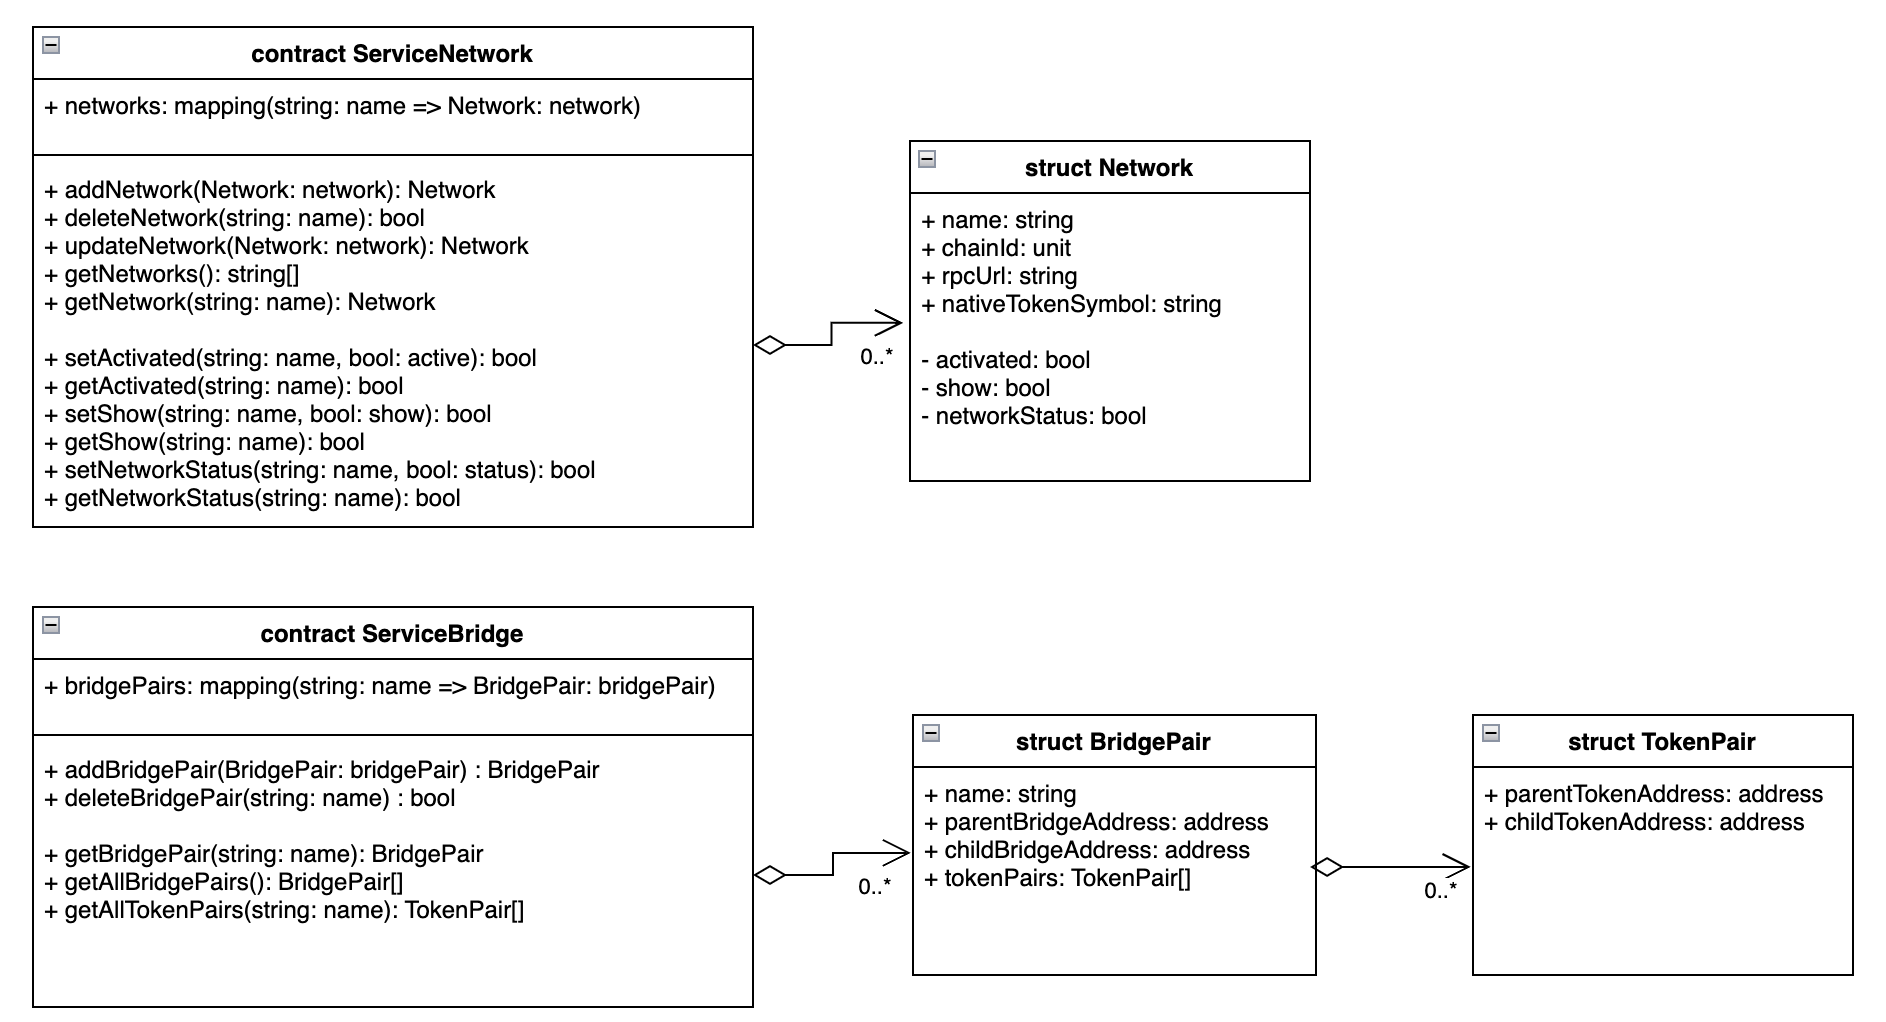 contract ServiceNetwork
+ networks: mapping(string: name => Network: network)
+ addNetwork(Network: network): Network
+ deleteNetwork(string: name): bool
+ updateNetwork(Network: network): Network
+ getNetworks(): string[]
+ getNetwork(string: name): Network
+ setActivated(string: name, bool: active): bool
+ getActivated(string: name): bool
+ setShow(string: name, bool: show): bool
+ getShow(string: name): bool
+ setNetworkStatus(string: name, bool: status): bool
+ getNetworkStatus(string: name): bool
0..*
struct Network
+ name: string
+ chainId: unit
+ rpcUrl: string
+ nativeTokenSymbol: string
- activated: bool
- show: bool
- networkStatus: bool
contract ServiceBridge
+ bridgePairs: mapping(string: name => BridgePair: bridgePair)
+ addBridgePair(BridgePair: bridgePair) : BridgePair
+ deleteBridgePair(string: name) : bool
+ getBridgePair(string: name): BridgePair
+ getAllBridgePairs(): BridgePair[]
+ getAllTokenPairs(string: name): TokenPair[]
0..*
struct BridgePair
+ name: string
+ parentBridgeAddress: address
+ childBridgeAddress: address
+ tokenPairs: TokenPair[]
0..*
struct TokenPair
+ parentTokenAddress: address
+ childTokenAddress: address